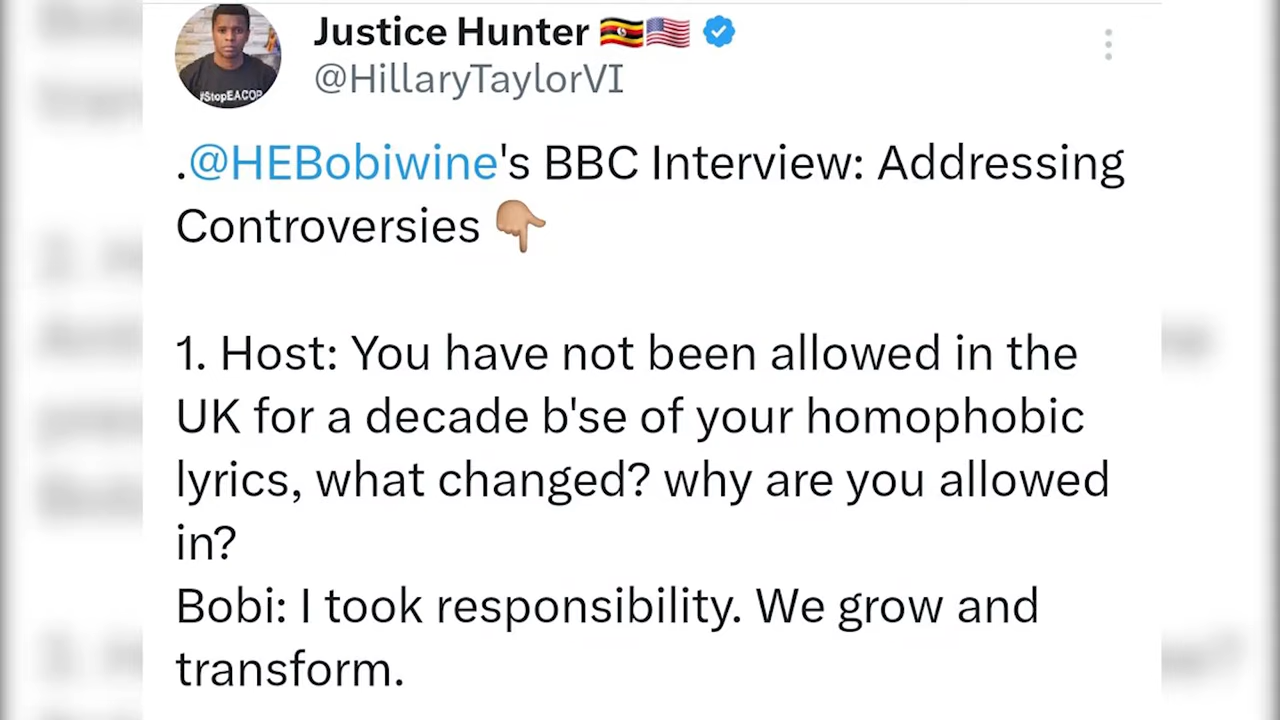 Justice Hunter 🇺🇬🇺🇸
@HillaryTaylorVI
#StopEACOP
.@HEBobiwine's BBC Interview: Addressing
Controversies 👇🏽
1. Host: You have not been allowed in the
UK for a decade b'se of your homophobic
lyrics, what changed? why are you allowed
in?
Bobi: I took responsibility. We grow and
transform.